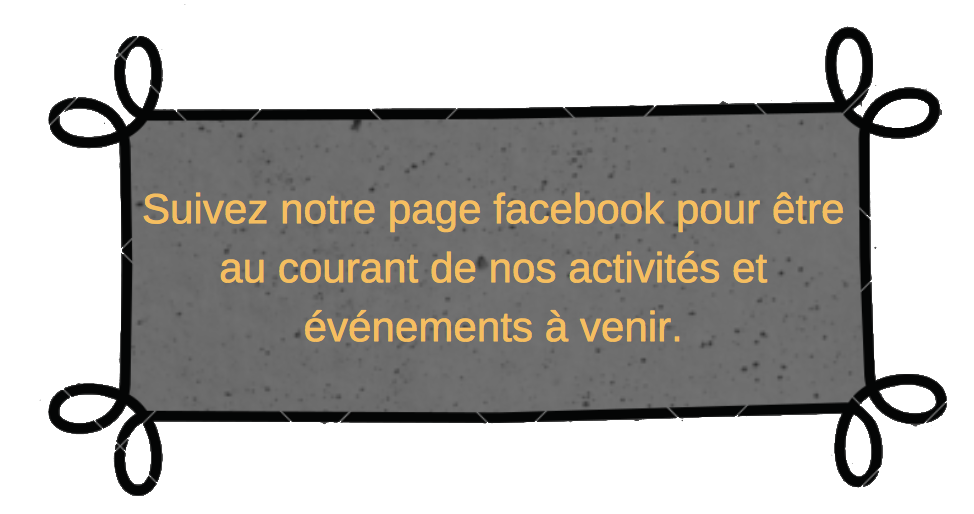 Suivez notre page facebook pour être
au courant de nos activités et
événements à venir.